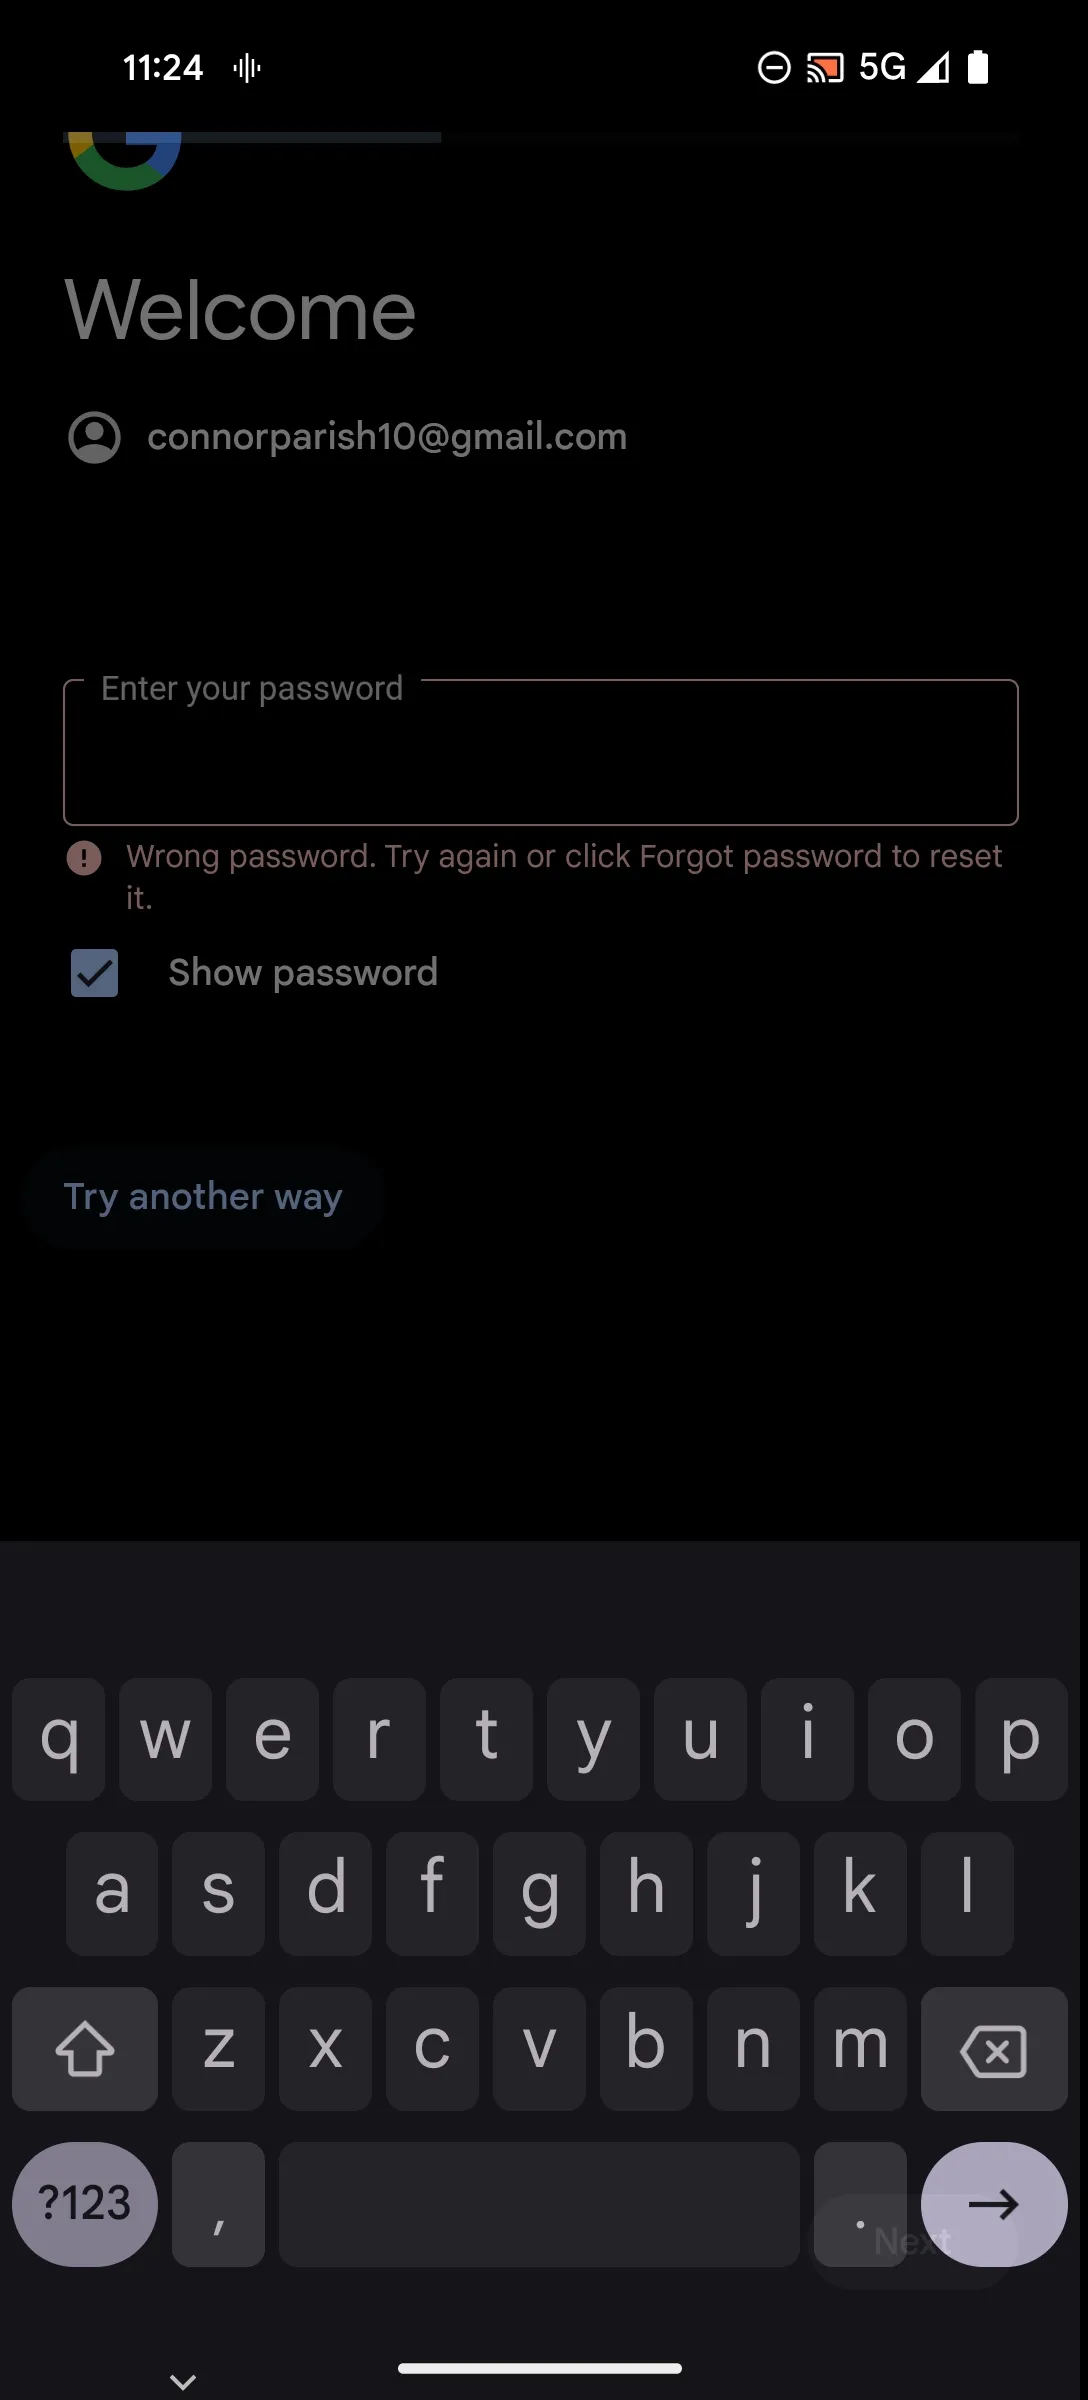 11:24
5G
Welcome
connorparish10@gmail.com
Enter your password
Wrong password. Try again or click Forgot password to reset
it.
Show password
Try another way
q w e r t y u i o p
a s d f g h j k l
z x c v b n m
?123 , .
Next